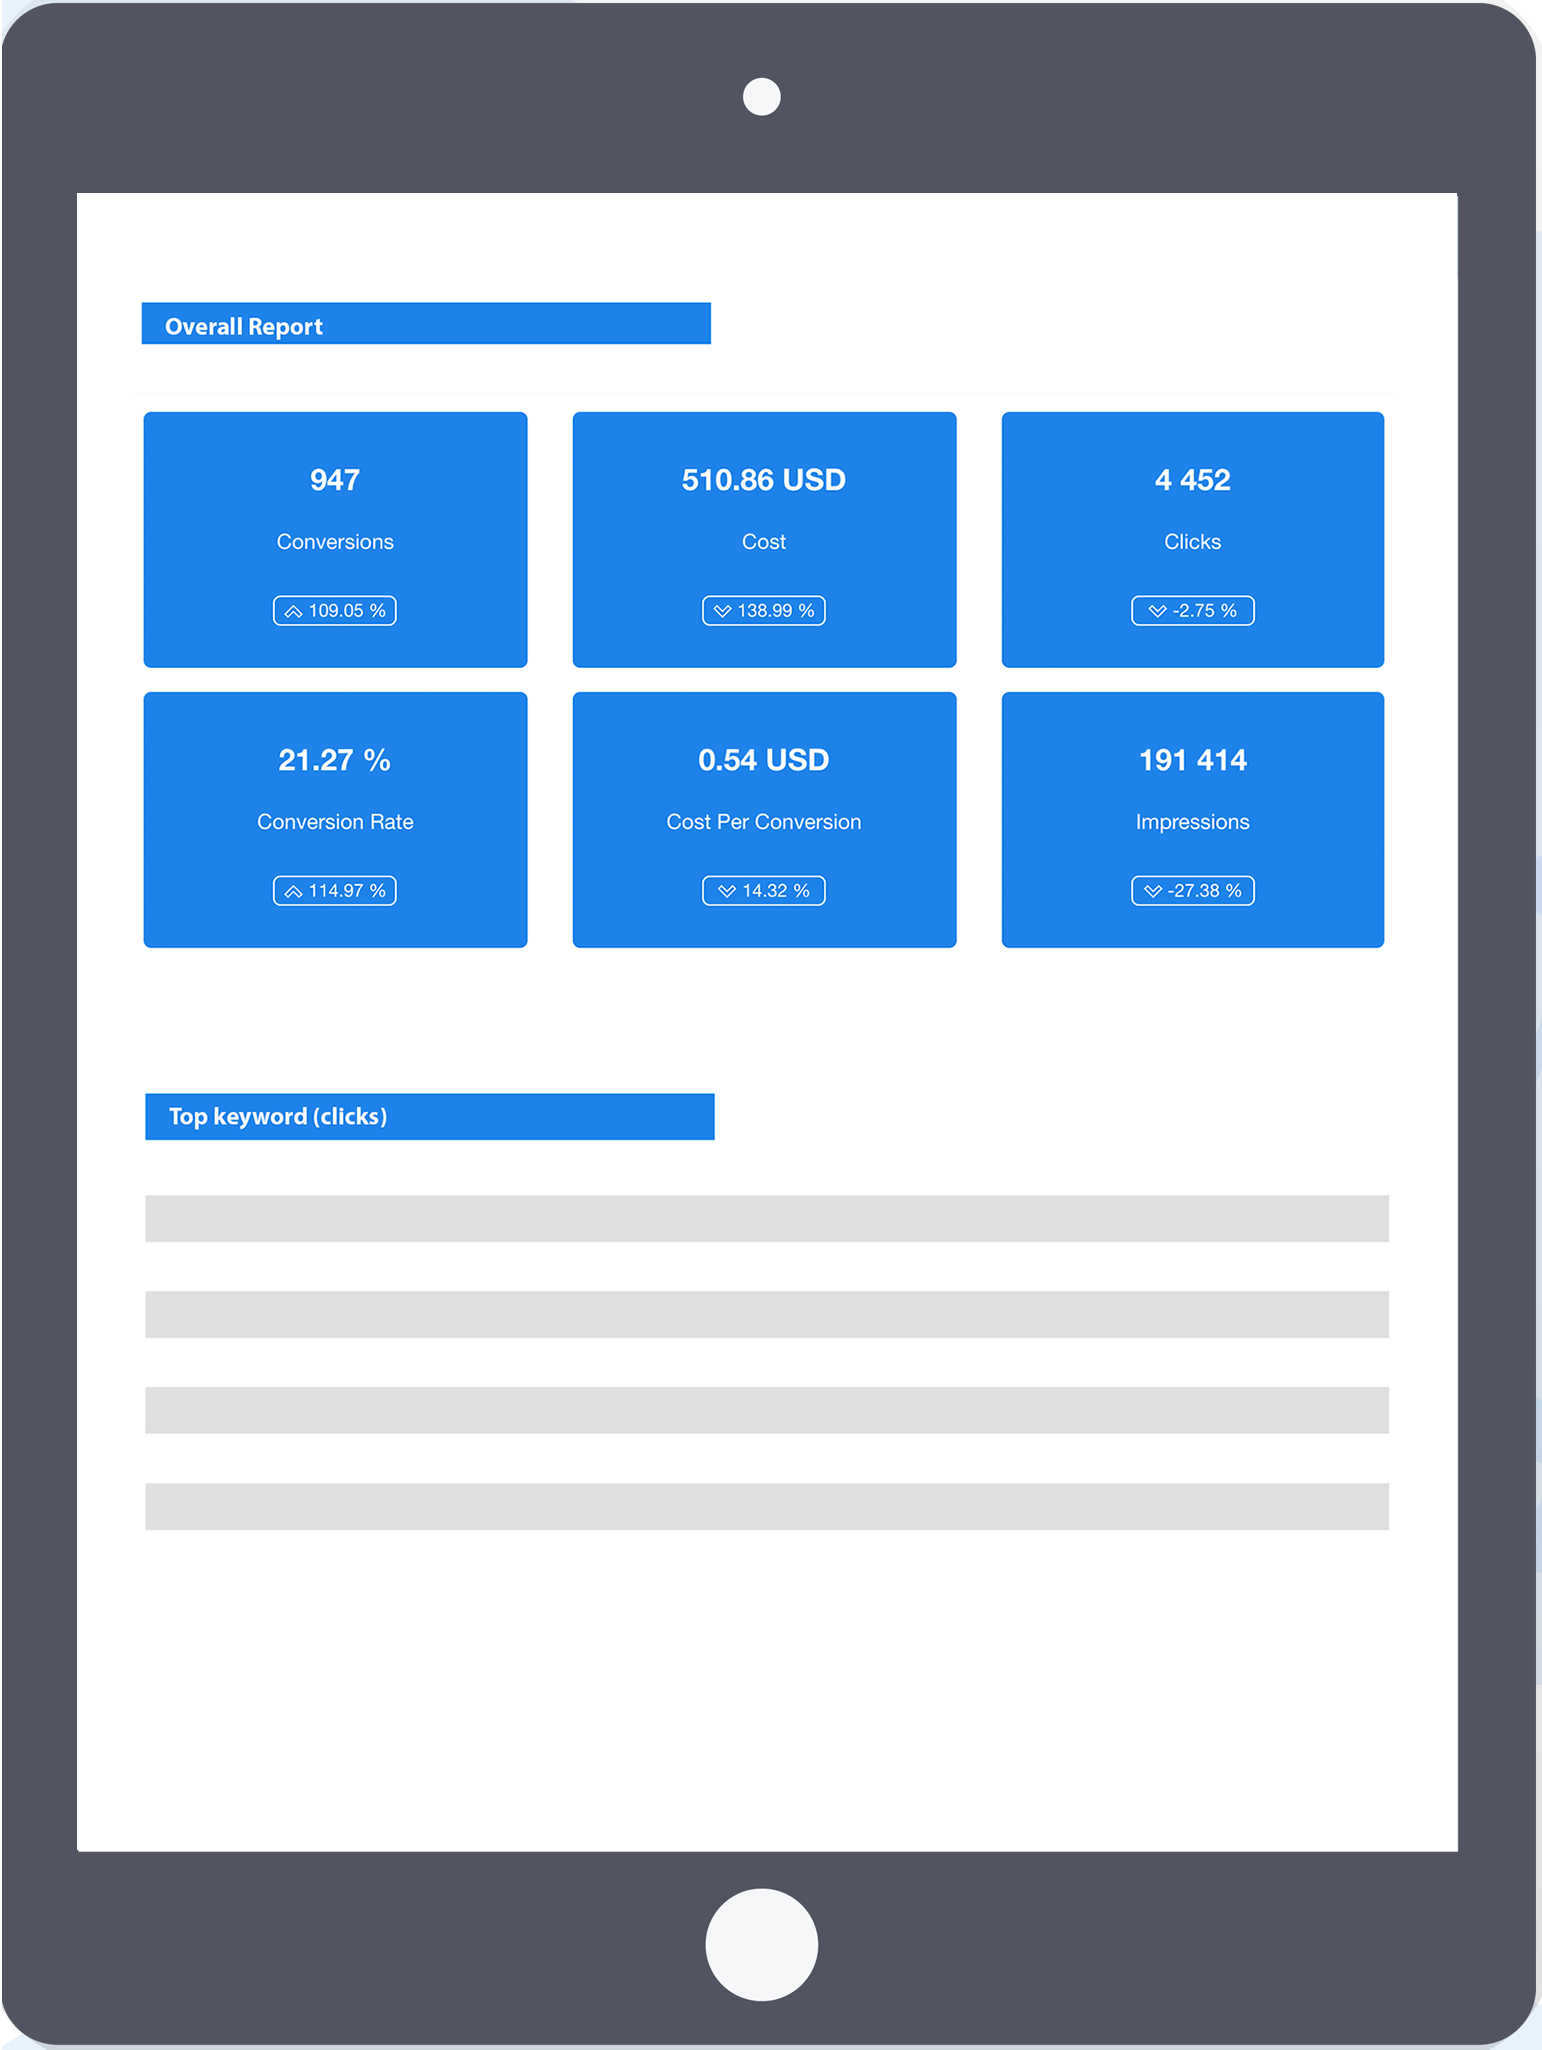 Overall Report
947
510.86 USD
4 452
Conversions
Cost
Clicks
109.05 %
138.99 %
-2.75 %
21.27 %
0.54 USD
191 414
Conversion Rate
Cost Per Conversion
Impressions
114.97 %
14.32 %
-27.38 %
Top keyword (clicks)